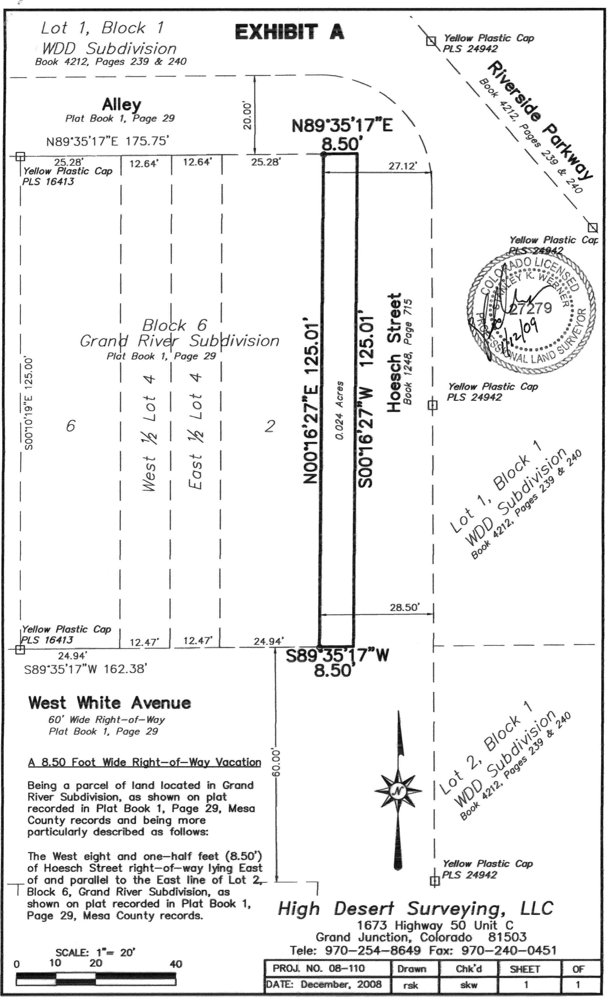 EXHIBIT A
Lot 1, Block 1
WDD Subdivision
Book 4212, Pages 239 & 240
Yellow Plastic Cap
PLS 24942
Riverside Parkway
Book 4212, Pages 239 & 240
Alley
Plat Book 1, Page 29
N89°35'17"E 175.75'
20.00'
N89°35'17"E
8.50'
25.28'
12.64'
12.64'
25.28'
27.12'
Yellow Plastic Cap
PLS 16413
Yellow Plastic Cap
PLS 24942
COLORADO LICENSED
STANLEY K. WERNER
27279
1/12/09
PROFESSIONAL LAND SURVEYOR
Block 6
Grand River Subdivision
Plat Book 1, Page 29
S00°10'19"E 125.00'
6
West ½ Lot 4
East ½ Lot 4
2
N00°16'27"E 125.01'
0.024 Acres
S00°16'27"W 125.01'
Hoesch Street
Book 1248, Page 715
Yellow Plastic Cap
PLS 24942
Lot 1, Block 1
WDD Subdivision
Book 4212, Pages 239 & 240
28.50'
Yellow Plastic Cap
PLS 16413
24.94'
12.47'
12.47'
24.94'
S89°35'17"W 162.38'
S89°35'17"W
8.50'
West White Avenue
60' Wide Right-of-Way
Plat Book 1, Page 29
60.00'
A 8.50 Foot Wide Right-of-Way Vacation
Being a parcel of land located in Grand
River Subdivision, as shown on plat
recorded in Plat Book 1, Page 29, Mesa
County records and being more
particularly described as follows:
The West eight and one-half feet (8.50')
of Hoesch Street right-of-way lying East
of and parallel to the East line of Lot 2,
Block 6, Grand River Subdivision, as
shown on plat recorded in Plat Book 1,
Page 29, Mesa County records.
N
Lot 2, Block 1
WDD Subdivision
Book 4212, Pages 239 & 240
Yellow Plastic Cap
PLS 24942
High Desert Surveying, LLC
1673 Highway 50 Unit C
Grand Junction, Colorado 81503
Tele: 970-254-8649 Fax: 970-240-0451
SCALE: 1"= 20'
0 10 20 40
PROJ. NO. 08-110 Drawn Chk'd SHEET OF
DATE: December, 2008 rsk skw 1 1